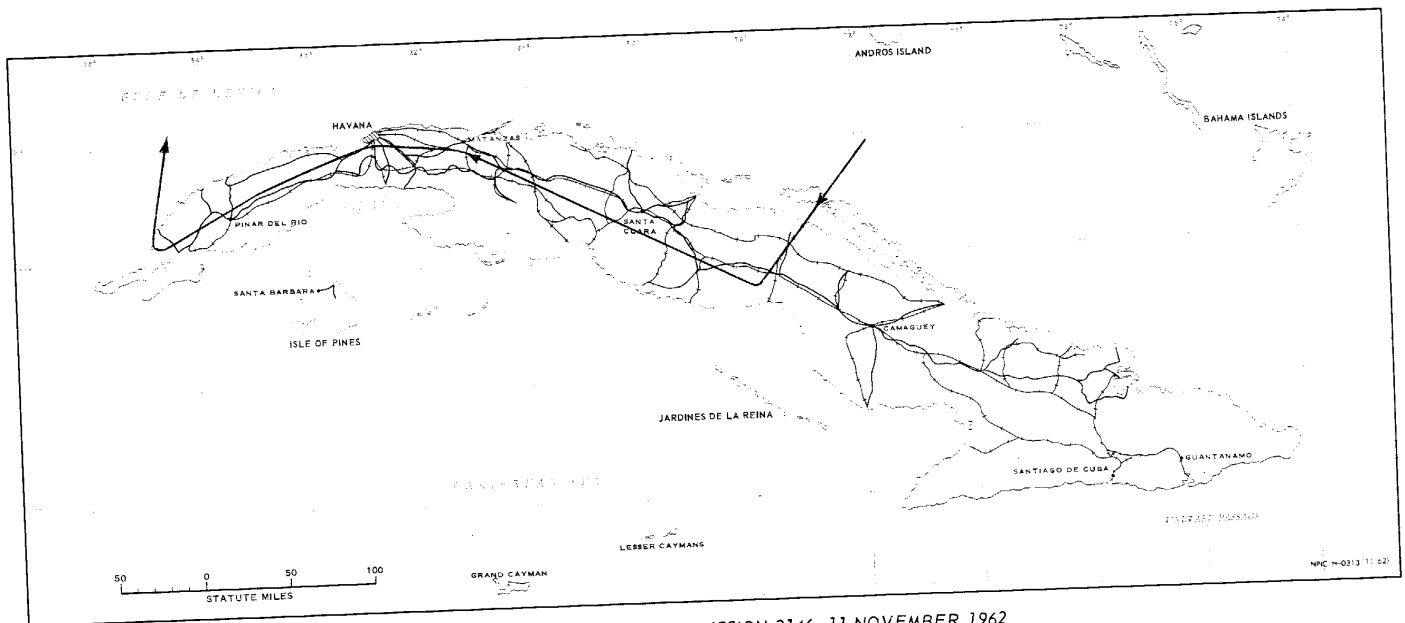 ANDROS ISLAND
BAHAMA ISLANDS
HAVANA
MATANZAS
PINAR DEL RIO
SANTA
CLARA
SANTA BARBARA
ISLE OF PINES
CAMAGUEY
JARDINES DE LA REINA
GUANTANAMO
SANTIAGO DE CUBA
WINDWARD PASSAGE
LESSER CAYMANS
GRAND CAYMAN
50 0 50 100
STATUTE MILES
11 NOVEMBER 1962